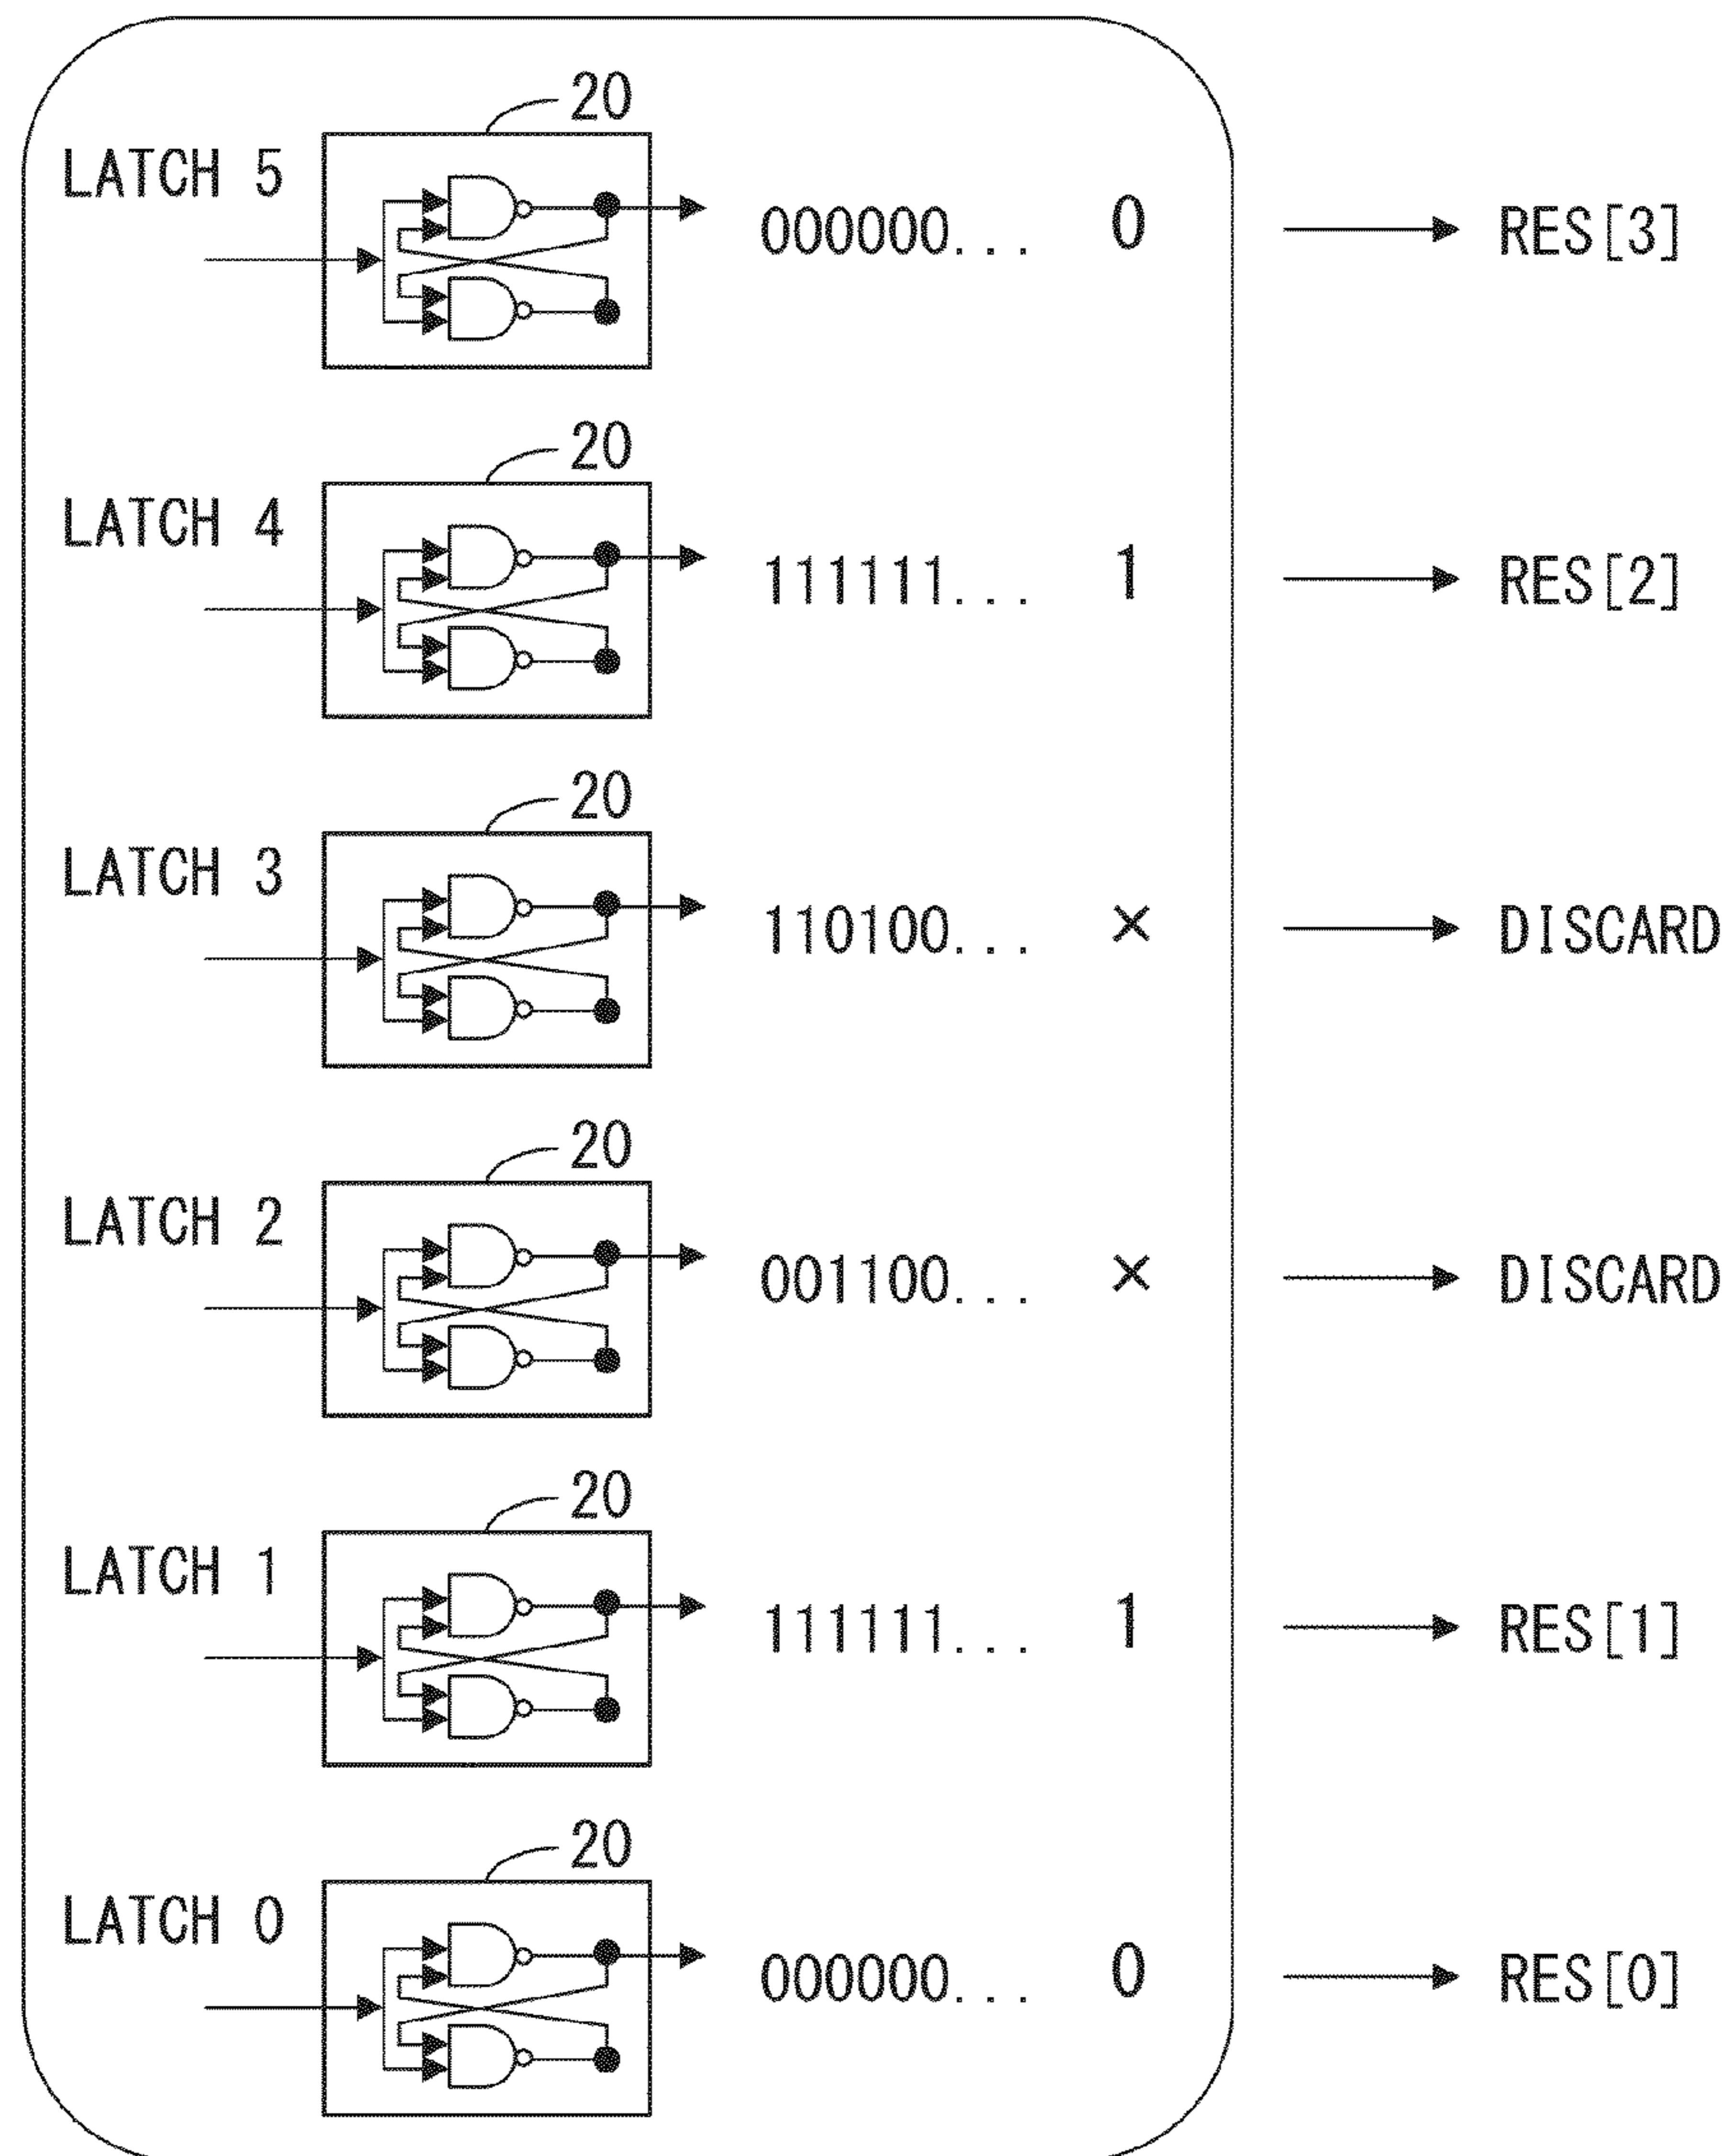 20
LATCH 5 000000... 0 RES[3]
20
LATCH 4 111111... 1 RES[2]
20
LATCH 3 110100... × DISCARD
20
LATCH 2 001100... × DISCARD
20
LATCH 1 111111... 1 RES[1]
20
LATCH 0 000000... 0 RES[0]